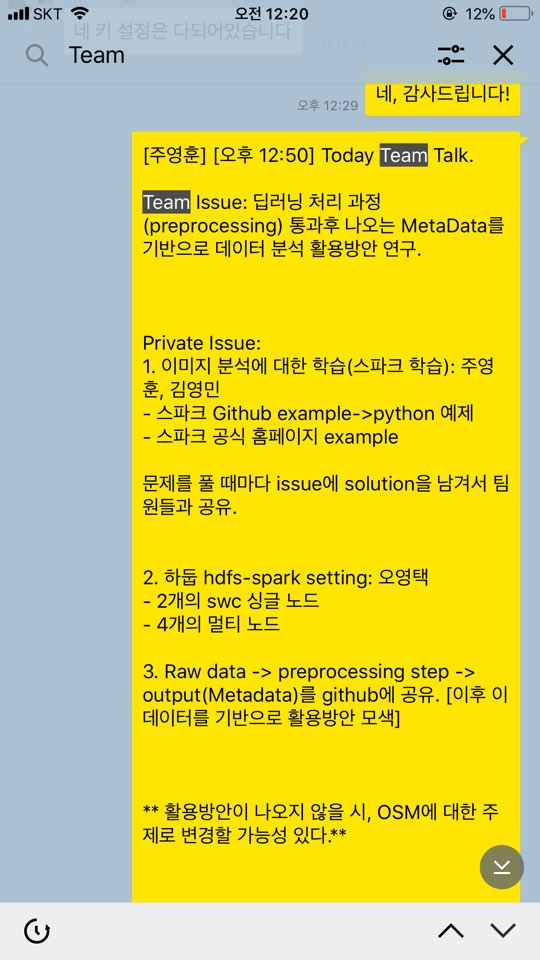 SKT 오전 12:20 12%
네 키 설정은 다되어있습니다
오전 11:04
Team
오후 12:29
네, 감사드립니다!
[주영훈] [오후 12:50] Today Team Talk.
Team Issue: 딥러닝 처리 과정
(preprocessing) 통과후 나오는 MetaData를
기반으로 데이터 분석 활용방안 연구.
Private Issue:
1. 이미지 분석에 대한 학습(스파크 학습): 주영
훈, 김영민
- 스파크 Github example->python 예제
- 스파크 공식 홈페이지 example
문제를 풀 때마다 issue에 solution을 남겨서 팀
원들과 공유.
2. 하둡 hdfs-spark setting: 오영택
- 2개의 swc 싱글 노드
- 4개의 멀티 노드
3. Raw data -> preprocessing step ->
output(Metadata)를 github에 공유. [이후 이
데이터를 기반으로 활용방안 모색]
** 활용방안이 나오지 않을 시, OSM에 대한 주
제로 변경할 가능성 있다.**